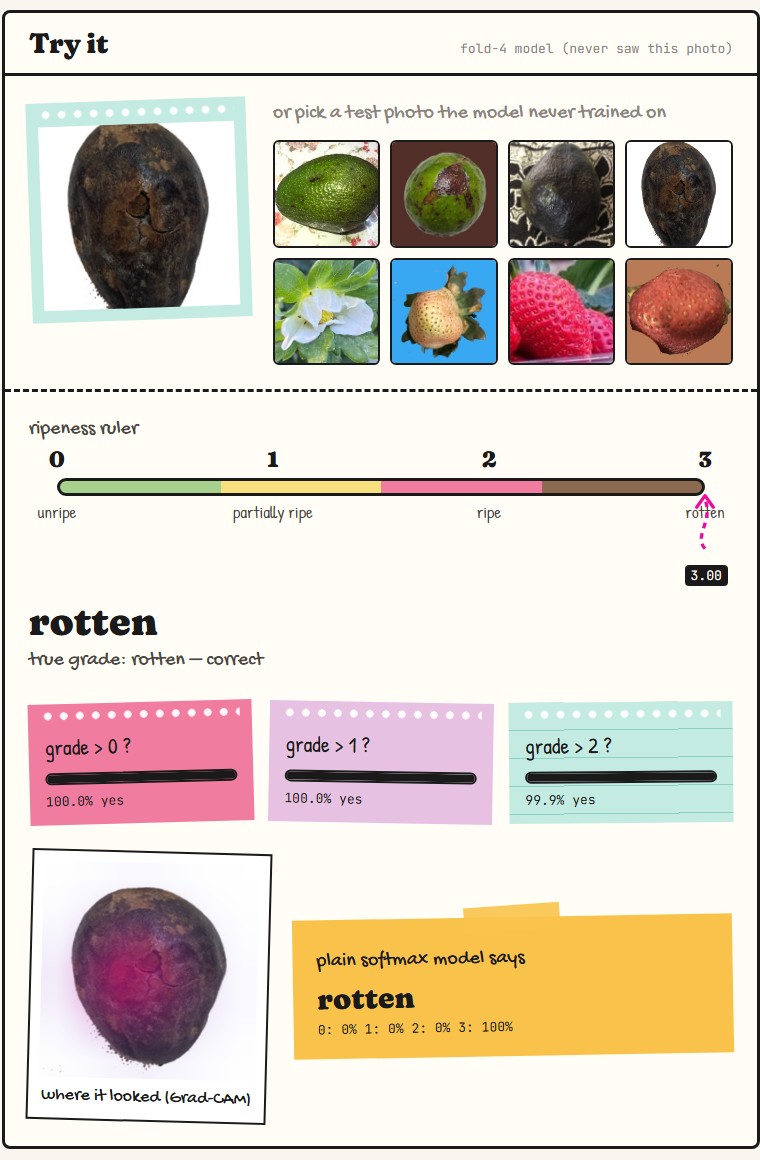 Try it
fold-4 model (never saw this photo)
or pick a test photo the model never trained on
ripeness ruler
0 1 2 3
unripe partially ripe ripe rotten
3.00
rotten
true grade: rotten — correct
grade > 0 ?
100.0% yes
grade > 1 ?
100.0% yes
grade > 2 ?
99.9% yes
where it looked (Grad-CAM)
plain softmax model says
rotten
0: 0% 1: 0% 2: 0% 3: 100%